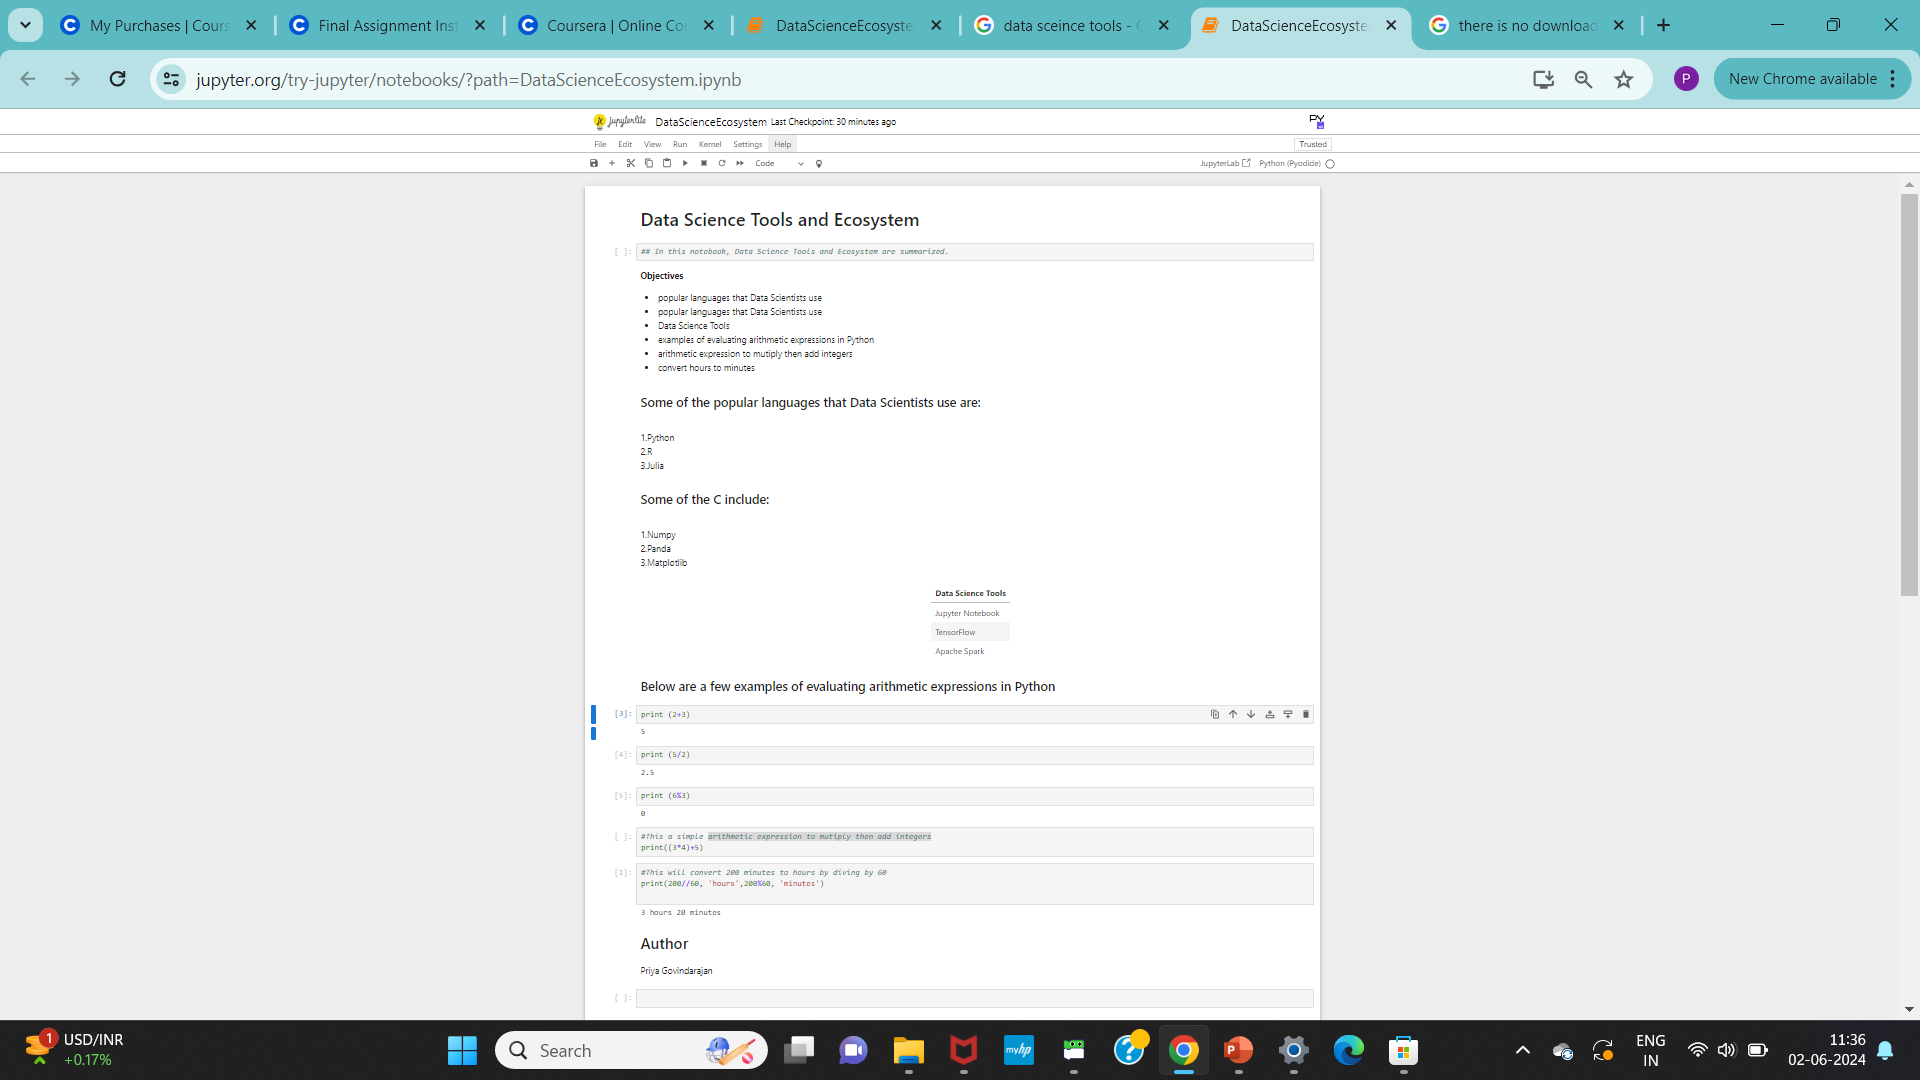 My Purchases | Cours
Final Assignment Inst
Coursera | Online Co
DataScienceEcosyste
data sceince tools -
DataScienceEcosyste
there is no download
jupyter.org/try-jupyter/notebooks/?path=DataScienceEcosystem.ipynb
P
New Chrome available
jupyterlite DataScienceEcosystem Last Checkpoint: 30 minutes ago
PY
File Edit View Run Kernel Settings Help
Trusted
Code
JupyterLab Python (Pyodide)
Data Science Tools and Ecosystem
[ ]: ## In this notebook, Data Science Tools and Ecosystem are summarized.
Objectives
• popular languages that Data Scientists use
• popular languages that Data Scientists use
• Data Science Tools
• examples of evaluating arithmetic expressions in Python
• arithmetic expression to mutiply then add integers
• convert hours to minutes
Some of the popular languages that Data Scientists use are:
1.Python
2.R
3.Julia
Some of the C include:
1.Numpy
2.Panda
3.Matplotlib
Data Science Tools
Jupyter Notebook
TensorFlow
Apache Spark
Below are a few examples of evaluating arithmetic expressions in Python
[3]: print (2+3)
5
[4]: print (5/2)
2.5
[5]: print (6%3)
0
[ ]: #This a simple arithmetic expression to mutiply then add integers
print((3*4)+5)
[1]: #This will convert 200 minutes to hours by diving by 60
print(200//60, 'hours',200%60, 'minutes')
3 hours 20 minutes
Author
Priya Govindarajan
[ ]:
1
USD/INR
+0.17%
Search
myhp
ENG
IN
11:36
02-06-2024